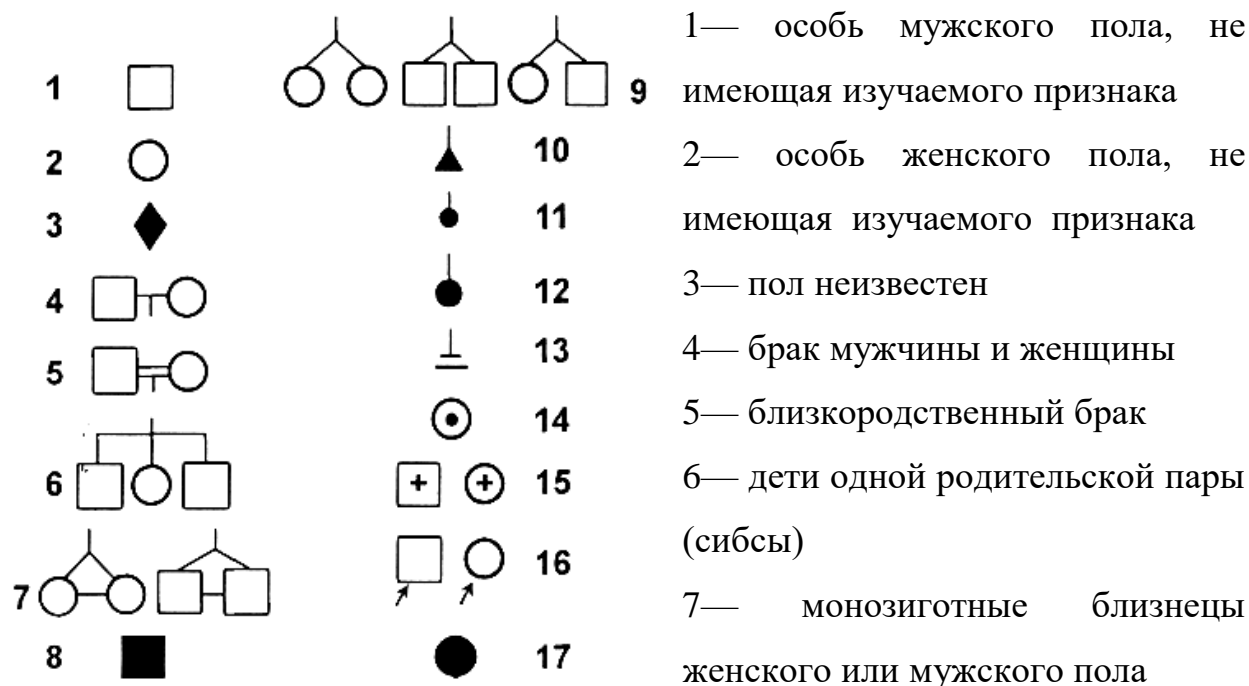 1
2
3
4
5
6
7
8
9
10
11
12
13
14
15
16
17
1— особь мужского пола, не
имеющая изучаемого признака
2— особь женского пола, не
имеющая изучаемого признака
3— пол неизвестен
4— брак мужчины и женщины
5— близкородственный брак
6— дети одной родительской пары
(сибсы)
7— монозиготные близнецы
женского или мужского пола